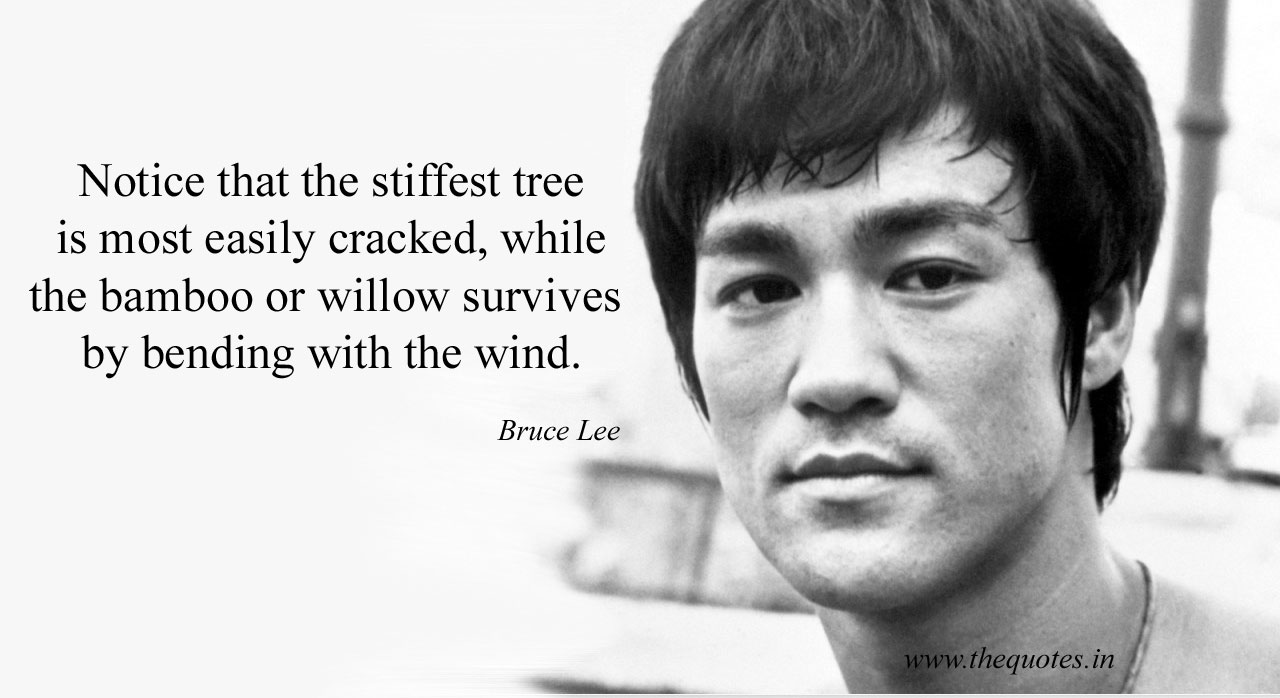 Notice that the stiffest tree
is most easily cracked, while
the bamboo or willow survives
by bending with the wind.
Bruce Lee
www.thequotes.in